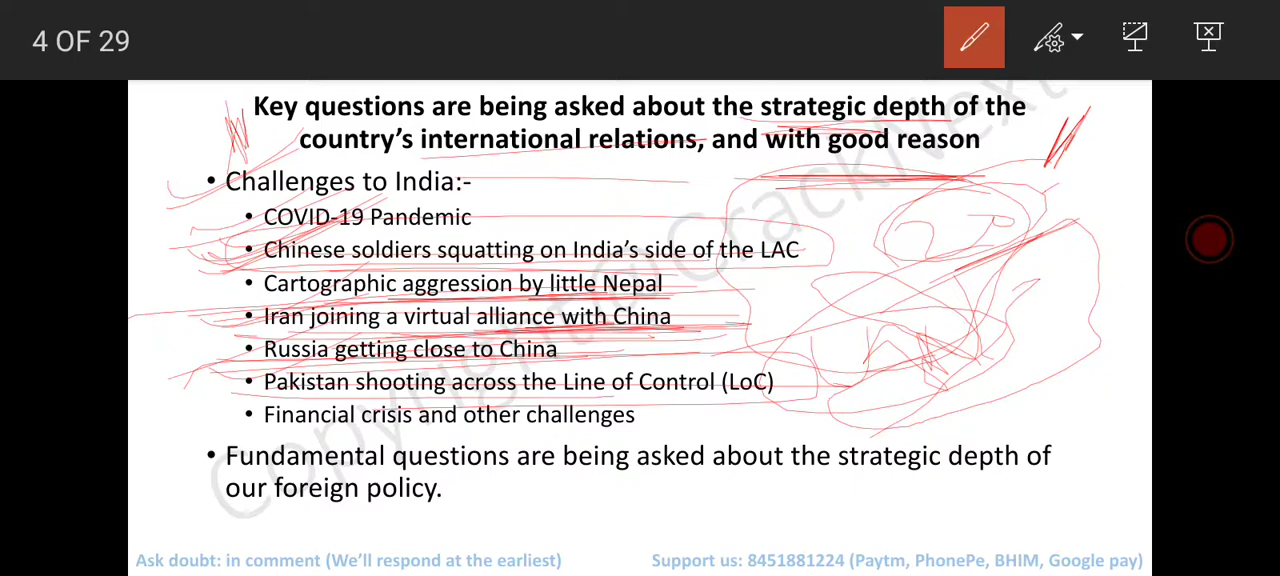 4 OF 29
Key questions are being asked about the strategic depth of the
country's international relations, and with good reason
• Challenges to India:-
• COVID-19 Pandemic
• Chinese soldiers squatting on India's side of the LAC
• Cartographic aggression by little Nepal
• Iran joining a virtual alliance with China
• Russia getting close to China
• Pakistan shooting across the Line of Control (LoC)
• Financial crisis and other challenges
• Fundamental questions are being asked about the strategic depth of
our foreign policy.
Copyright@CrackNext
Ask doubt: in comment (We'll respond at the earliest)
Support us: 8451881224 (Paytm, PhonePe, BHIM, Google pay)